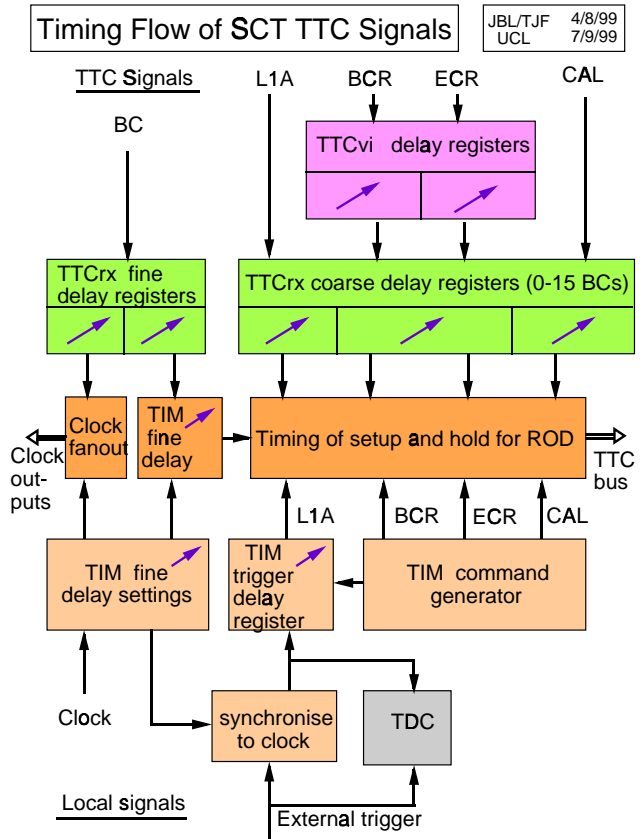 Timing Flow of SCT TTC Signals
JBL/TJF 4/8/99
UCL 7/9/99
TTC Signals
L1A
BCR
ECR
CAL
BC
TTCvi delay registers
TTCrx fine
delay registers
TTCrx coarse delay registers (0-15 BCs)
Clock
fanout
TIM
fine
delay
Timing of setup and hold for ROD
Clock
out-
puts
TTC
bus
L1A
BCR
ECR
CAL
TIM fine
delay settings
TIM
trigger
delay
register
TIM command
generator
Clock
synchronise
to clock
TDC
Local signals
External trigger